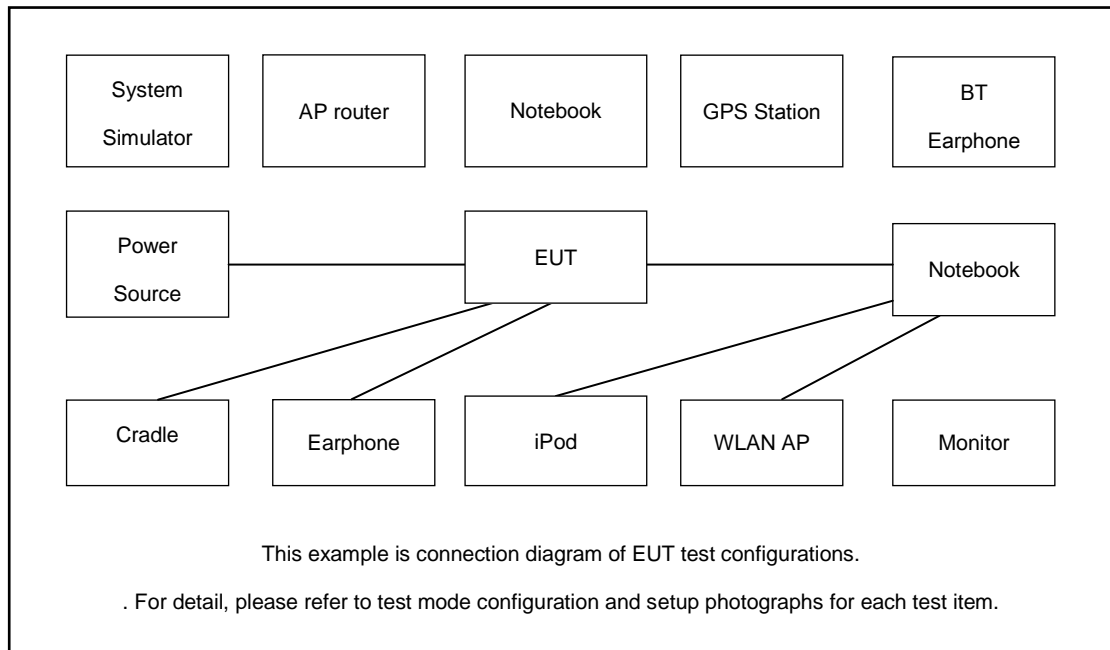 System
Simulator
AP router
Notebook
GPS Station
BT
Earphone
Power
Source
EUT
Notebook
Cradle
Earphone
iPod
WLAN AP
Monitor
This example is connection diagram of EUT test configurations.
. For detail, please refer to test mode configuration and setup photographs for each test item.